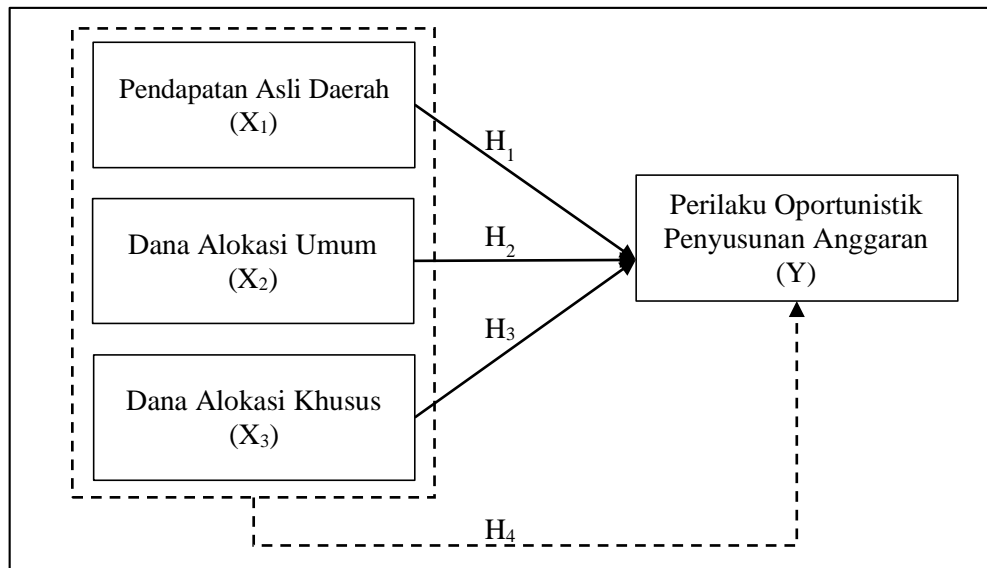 Pendapatan Asli Daerah
(X₁)
H₁
Dana Alokasi Umum
(X₂)
H₂
Perilaku Oportunistik
Penyusunan Anggaran
(Y)
H₃
Dana Alokasi Khusus
(X₃)
H₄